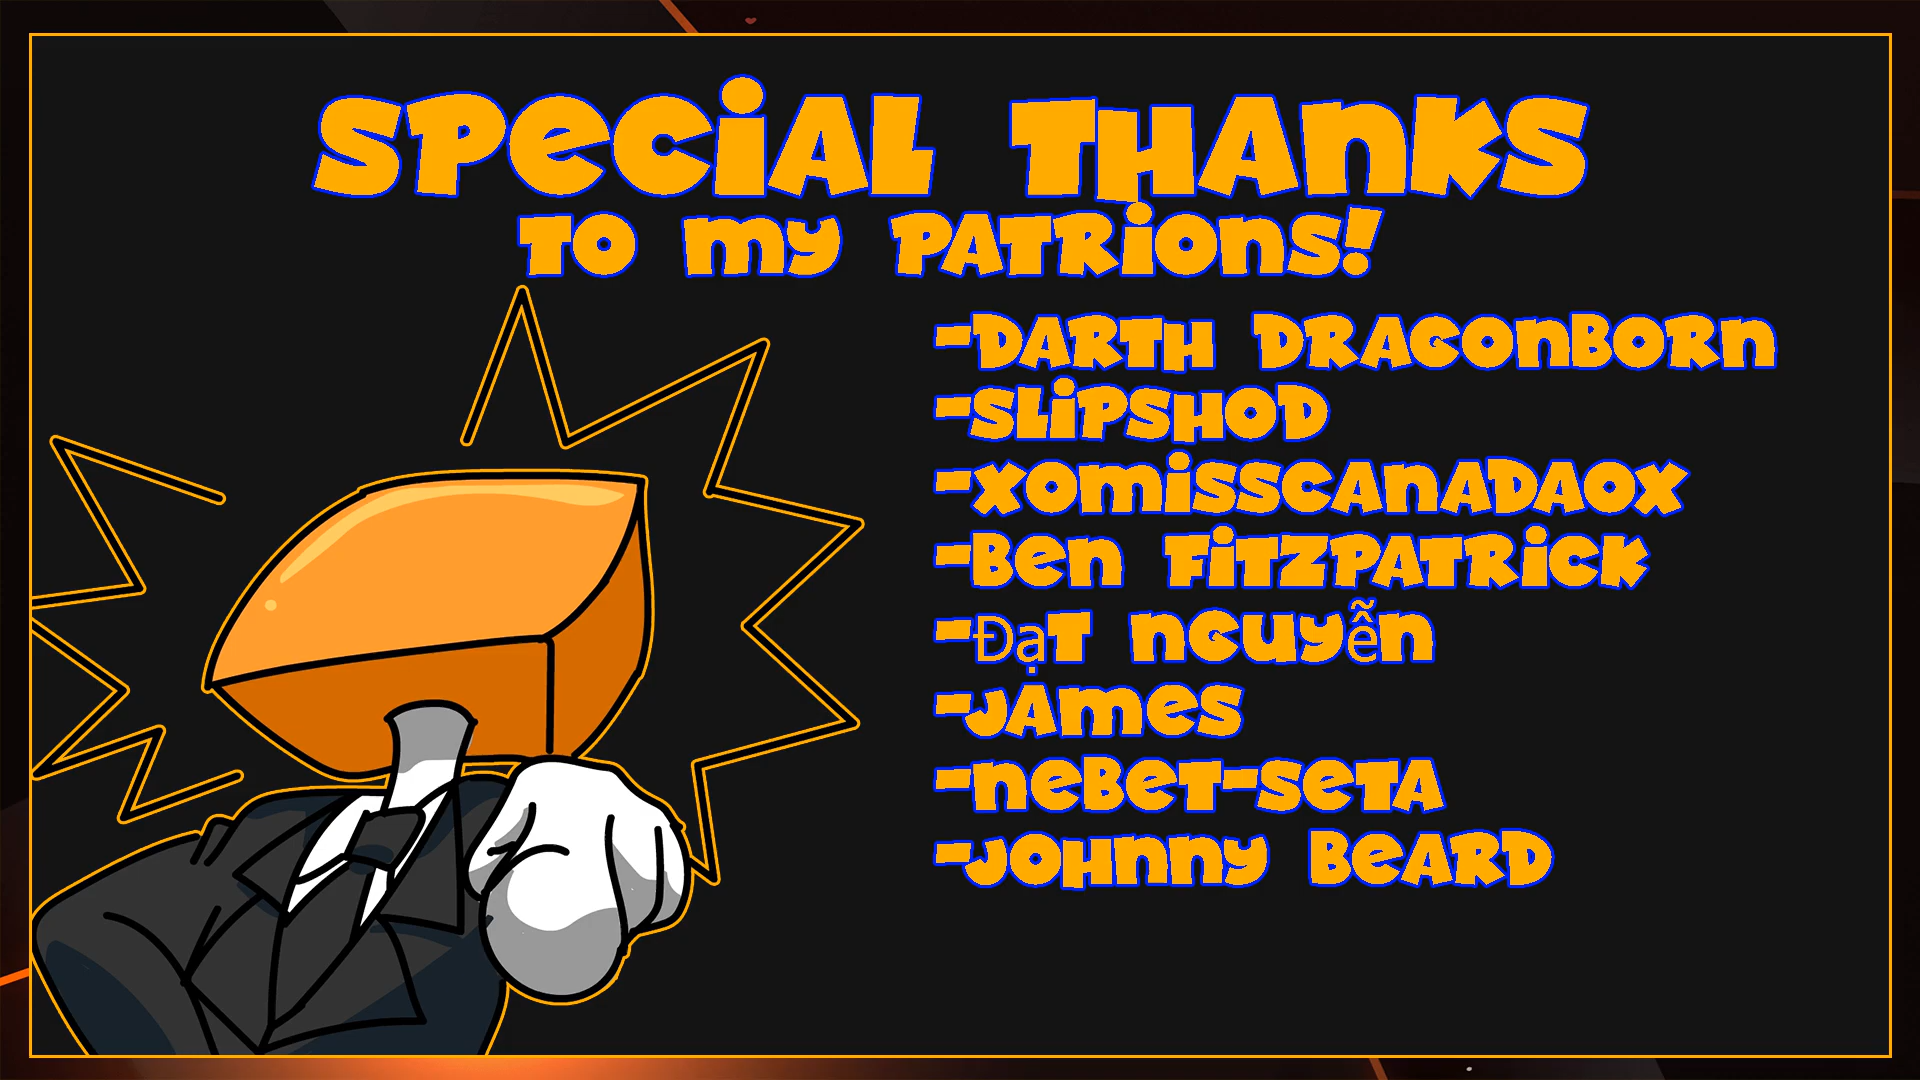 SPECIAL THANKS
TO MY PATRIONS!
-DARTH DRAGONBORN
-SLIPSHOD
-XOMISSCANADAOX
-BEN FITZPATRICK
-ĐạT NGUYễN
-JAMES
-NEBET-SETA
-JOHNNY BEARD